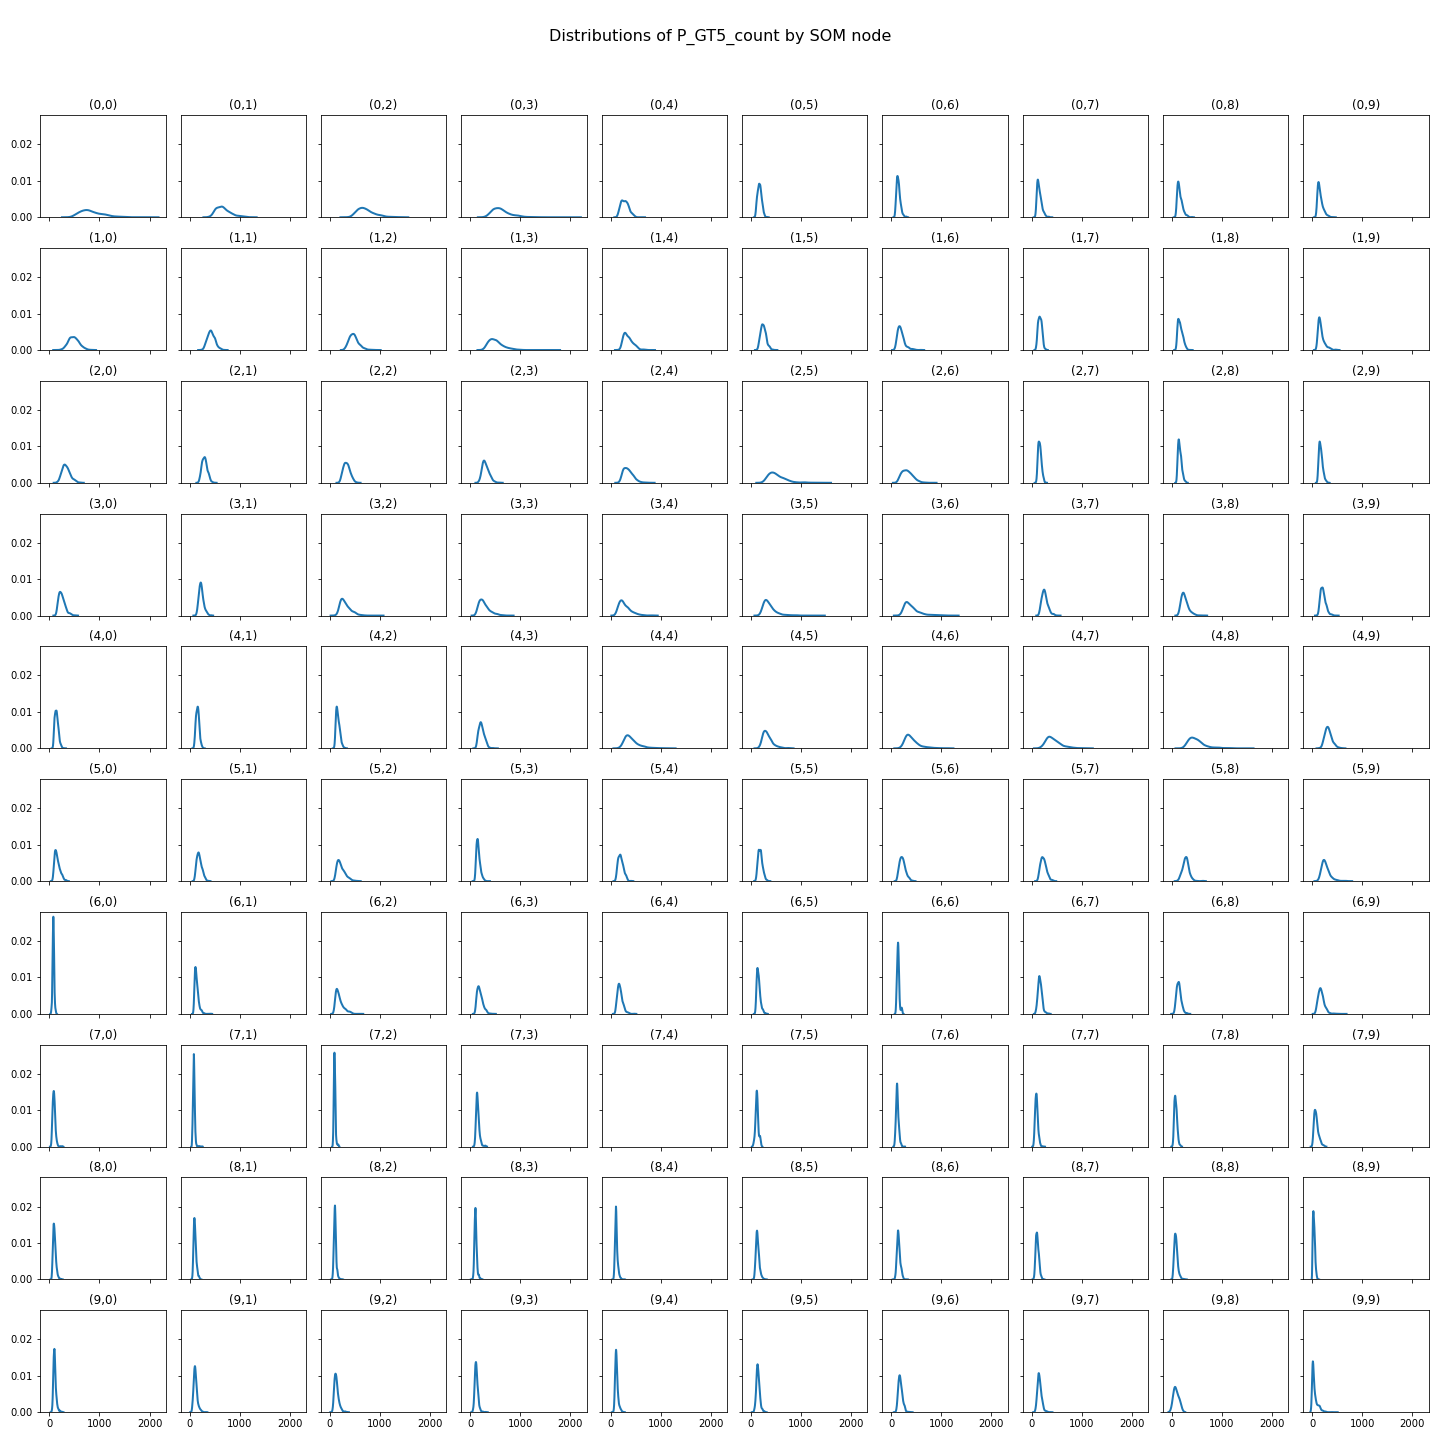 Distributions of P_GT5_count by SOM node
(0,0) (0,1) (0,2) (0,3) (0,4) (0,5) (0,6) (0,7) (0,8) (0,9)
0.02
0.01
0.00
(1,0) (1,1) (1,2) (1,3) (1,4) (1,5) (1,6) (1,7) (1,8) (1,9)
0.02
0.01
0.00
(2,0) (2,1) (2,2) (2,3) (2,4) (2,5) (2,6) (2,7) (2,8) (2,9)
0.02
0.01
0.00
(3,0) (3,1) (3,2) (3,3) (3,4) (3,5) (3,6) (3,7) (3,8) (3,9)
0.02
0.01
0.00
(4,0) (4,1) (4,2) (4,3) (4,4) (4,5) (4,6) (4,7) (4,8) (4,9)
0.02
0.01
0.00
(5,0) (5,1) (5,2) (5,3) (5,4) (5,5) (5,6) (5,7) (5,8) (5,9)
0.02
0.01
0.00
(6,0) (6,1) (6,2) (6,3) (6,4) (6,5) (6,6) (6,7) (6,8) (6,9)
0.02
0.01
0.00
(7,0) (7,1) (7,2) (7,3) (7,4) (7,5) (7,6) (7,7) (7,8) (7,9)
0.02
0.01
0.00
(8,0) (8,1) (8,2) (8,3) (8,4) (8,5) (8,6) (8,7) (8,8) (8,9)
0.02
0.01
0.00
(9,0) (9,1) (9,2) (9,3) (9,4) (9,5) (9,6) (9,7) (9,8) (9,9)
0.02
0.01
0.00
0 1000 2000 0 1000 2000 0 1000 2000 0 1000 2000 0 1000 2000 0 1000 2000 0 1000 2000 0 1000 2000 0 1000 2000 0 1000 2000